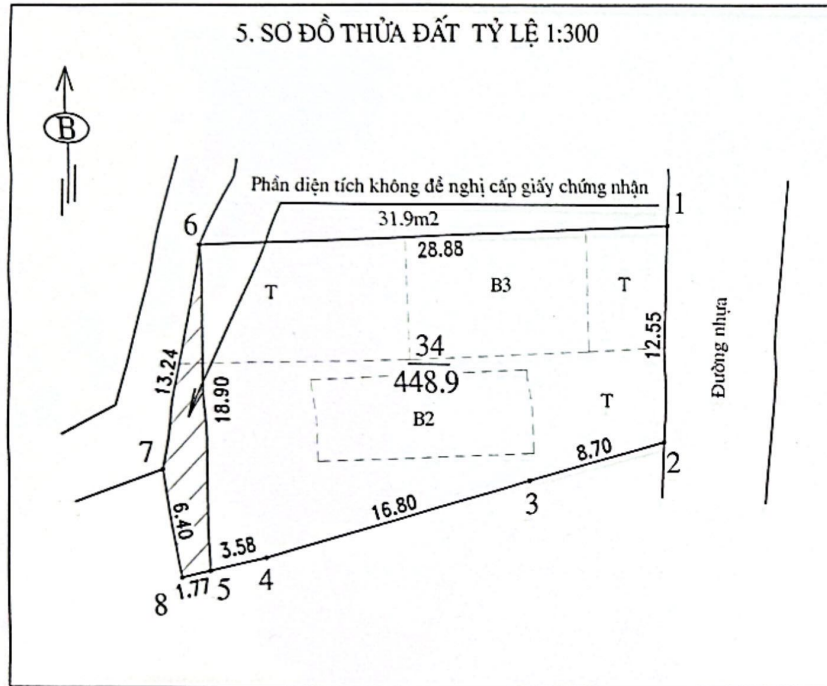 5. SƠ ĐỒ THỬA ĐẤT TỶ LỆ 1:300
B
Phần diện tích không đề nghị cấp giấy chứng nhận
31.9m2
1
6
28.88
T
B3
T
12.55
Đường nhựa
34
448.9
13.24
18.90
B2
T
2
8.70
7
3
16.80
6.40
3.58
4
8
1.77
5